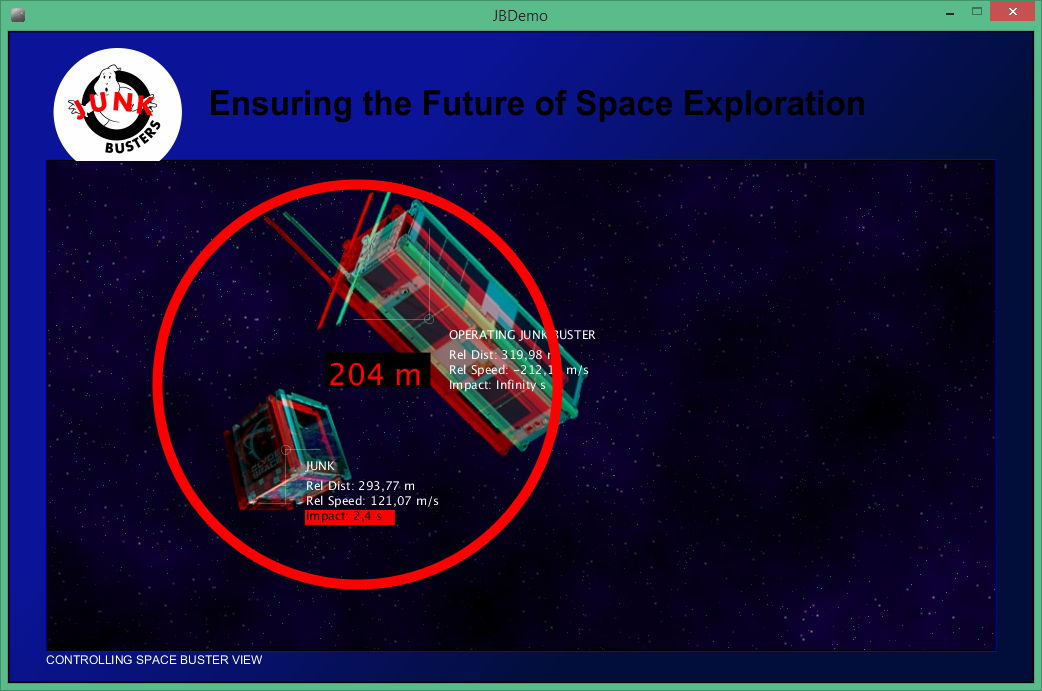 JBDemo
JUNK
BUSTERS
Ensuring the Future of Space Exploration
OPERATING JUNK BUSTER
Rel Dist: 319,98 m
Rel Speed: -212,1 m/s
Impact: Infinity s
204 m
CLYDE
SPACE
JUNK
Rel Dist: 293,77 m
Rel Speed: 121,07 m/s
Impact: 2,4 s
CONTROLLING SPACE BUSTER VIEW